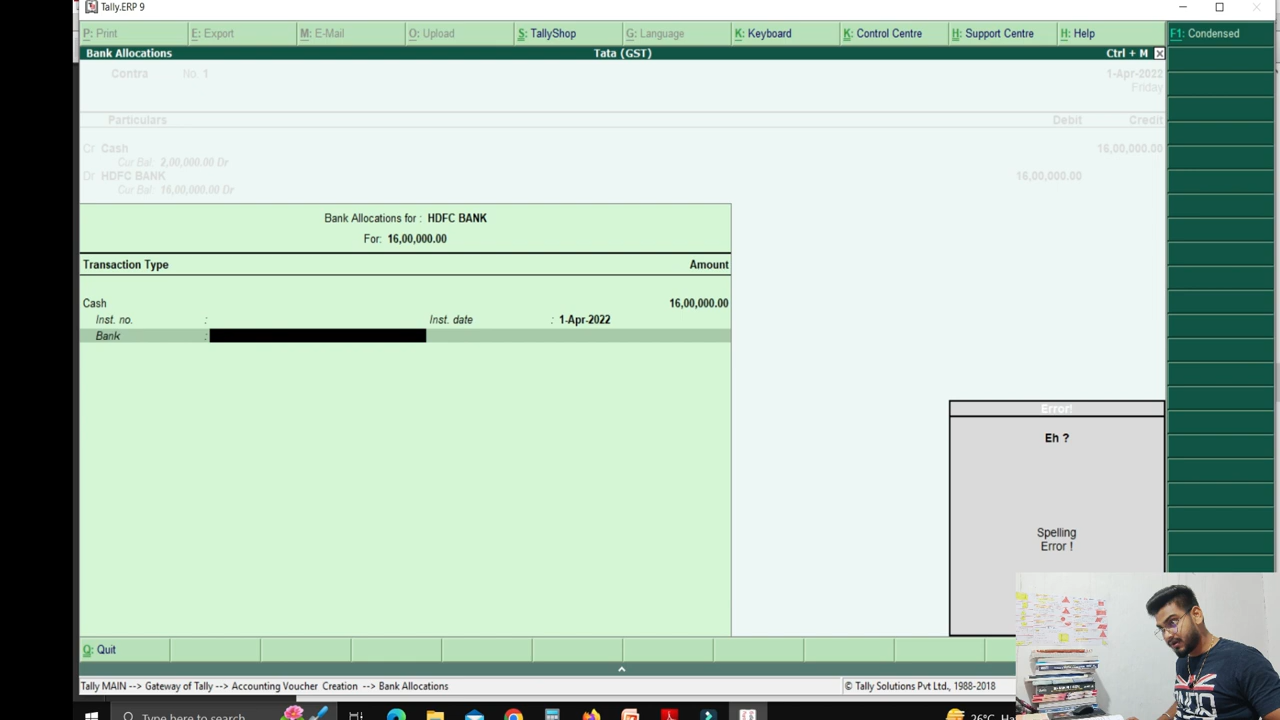 Tally.ERP 9
P: Print E: Export M: E-Mail O: Upload S: TallyShop G: Language K: Keyboard K: Control Centre H: Support Centre H: Help F1: Condensed
Bank Allocations Tata (GST) Ctrl + M
Contra No. 1 1-Apr-2022
Friday
Particulars Debit Credit
Cr Cash 16,00,000.00
Cur Bal: 2,00,000.00 Dr
Dr HDFC BANK 16,00,000.00
Cur Bal: 16,00,000.00 Dr
Bank Allocations for : HDFC BANK
For: 16,00,000.00
Transaction Type Amount
Cash 16,00,000.00
Inst. no. : Inst. date : 1-Apr-2022
Bank :
Error!
Eh ?
Spelling
Error !
Q: Quit
Tally MAIN --> Gateway of Tally --> Accounting Voucher Creation --> Bank Allocations © Tally Solutions Pvt Ltd., 1988-2018
Type here to search 26°C